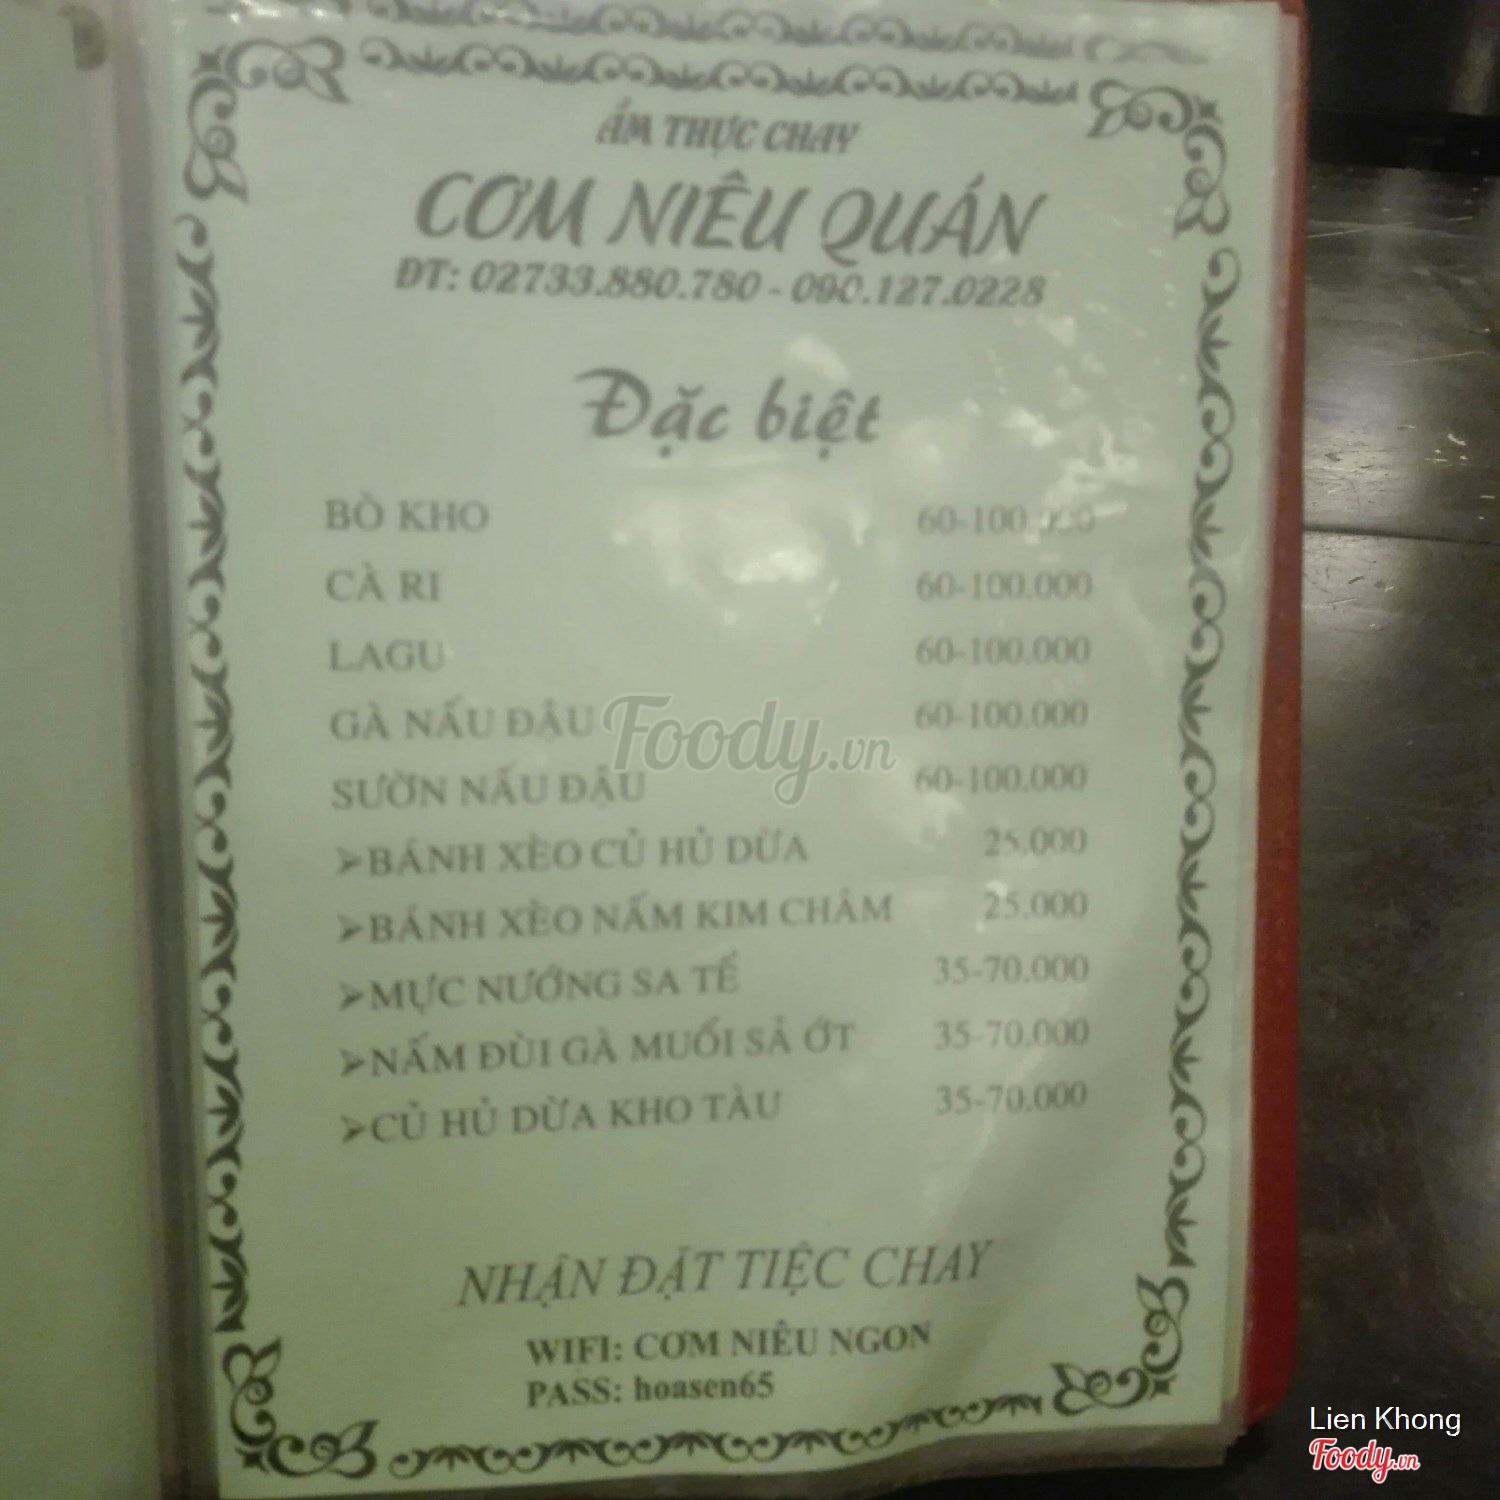 ẨM THỰC CHAY
CƠM NIÊU QUÁN
ĐT: 02733.880.780 - 090.127.0228
Đặc biệt
BÒ KHO 60-100.000
CÀ RI 60-100.000
LAGU 60-100.000
GÀ NẤU ĐẬU 60-100.000
SƯỜN NẤU ĐẬU 60-100.000
➢BÁNH XÈO CỦ HỦ DỪA 25.000
➢BÁNH XÈO NẤM KIM CHÂM 25.000
➢MỰC NƯỚNG SA TẾ 35-70.000
➢NẤM ĐÙI GÀ MUỐI SẢ ỚT 35-70.000
➢CỦ HỦ DỪA KHO TÀU 35-70.000
NHẬN ĐẶT TIỆC CHAY
WIFI: CƠM NIÊU NGON
PASS: hoasen65
Foody.vn
Lien Khong
Foody.vn